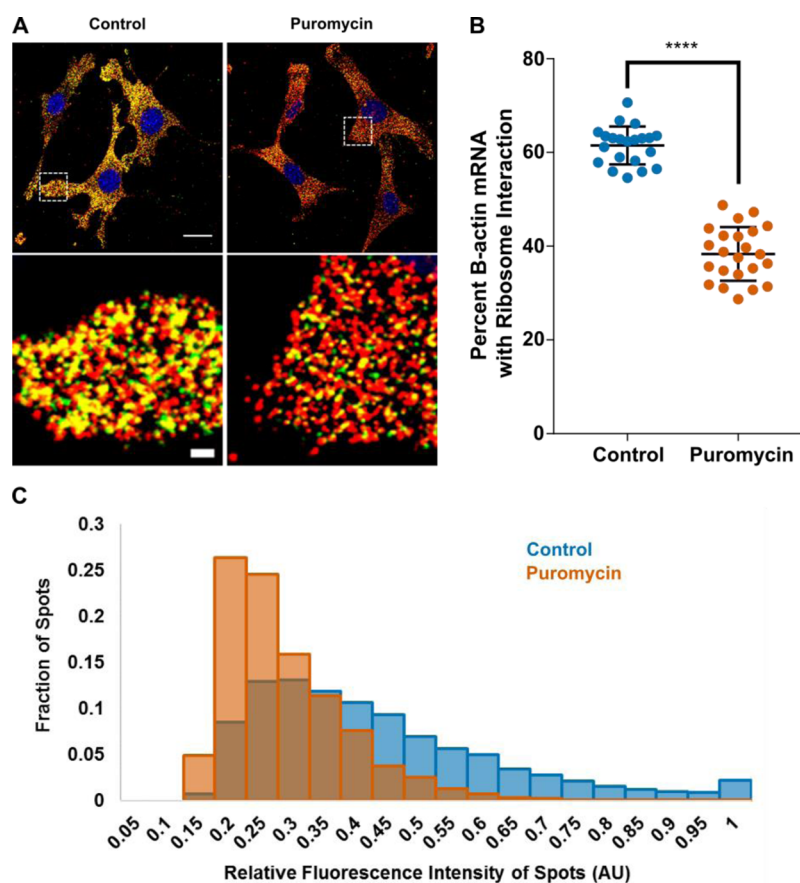 A
Control
Puromycin
B
****
80
60
40
20
0
Percent B-actin mRNA
with Ribosome Interaction
Control
Puromycin
C
0.3
0.25
0.2
0.15
0.1
0.05
0
Fraction of Spots
Control
Puromycin
0.05 0.1 0.15 0.2 0.25 0.3 0.35 0.4 0.45 0.5 0.55 0.6 0.65 0.7 0.75 0.8 0.85 0.9 0.95 1
Relative Fluorescence Intensity of Spots (AU)